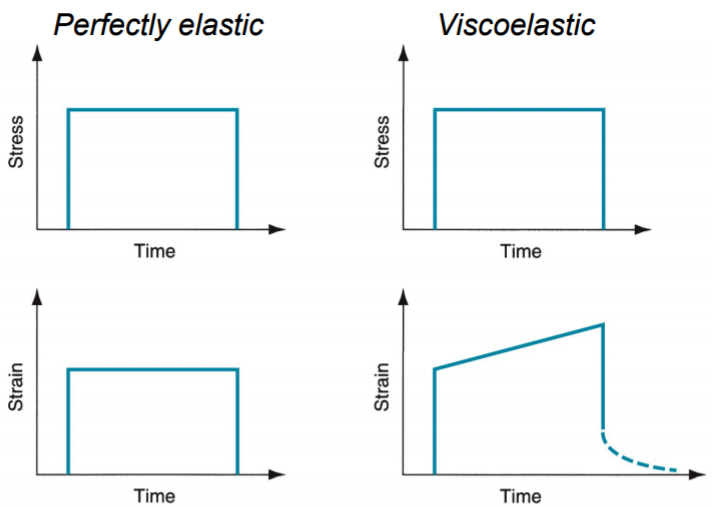 Perfectly elastic
Viscoelastic
Stress
Time
Stress
Time
Strain
Time
Strain
Time